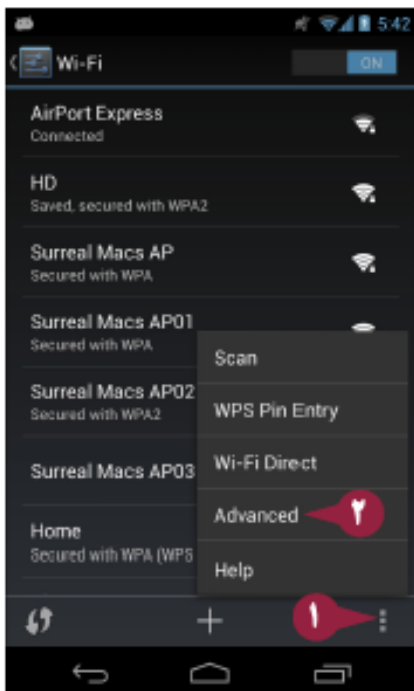 5:42
Wi-Fi
ON
AirPort Express
Connected
HD
Saved, secured with WPA2
Surreal Macs AP
Secured with WPA
Surreal Macs AP01
Secured with WPA
Surreal Macs AP02
Secured with WPA2
Surreal Macs AP03
Home
Secured with WPA (WPS
Scan
WPS Pin Entry
Wi-Fi Direct
Advanced
۲
Help
۱